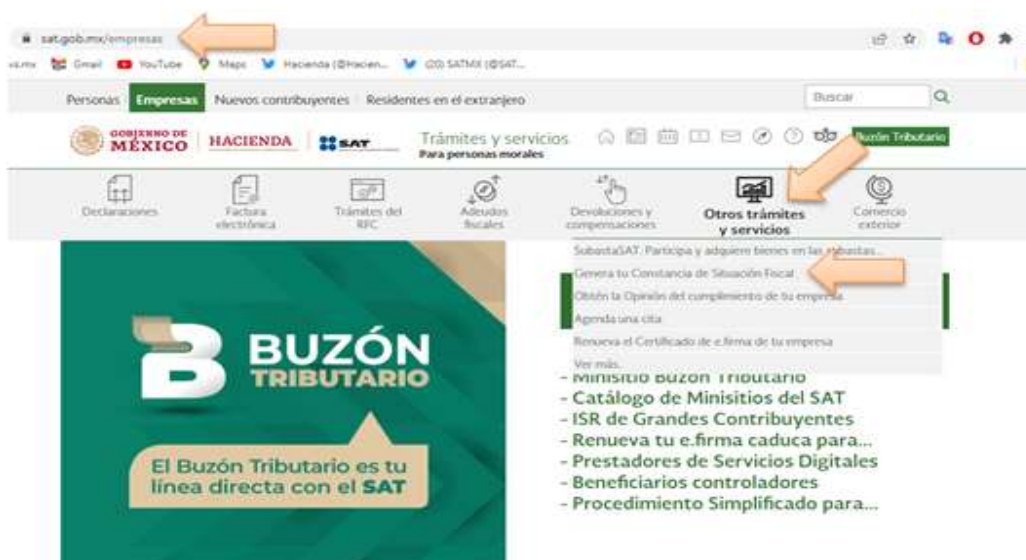 sat.gob.mx/empresas
Gmail YouTube Maps Hacienda (@Hacien... (20) SATMX (@SAT...
Personas Empresas Nuevos contribuyentes Residentes en el extranjero Buscar
GOBIERNO DE MÉXICO HACIENDA SAT Trámites y servicios Buzón Tributario
Para personas morales
Declaraciones
Factura electrónica
Trámites del RFC
Adeudos fiscales
Devoluciones y compensaciones
Otros trámites y servicios
Comercio exterior
SubastaSAT. Participa y adquiere bienes en las subastas...
Genera tu Constancia de Situación Fiscal
Obtén la Opinión del cumplimiento de tu empresa
Agenda una cita
Renueva el Certificado de e.firma de tu empresa
Ver más...
BUZÓN
TRIBUTARIO
El Buzón Tributario es tu
línea directa con el SAT
- Minisitio Buzón Tributario
- Catálogo de Minisitios del SAT
- ISR de Grandes Contribuyentes
- Renueva tu e.firma caduca para...
- Prestadores de Servicios Digitales
- Beneficiarios controladores
- Procedimiento Simplificado para...